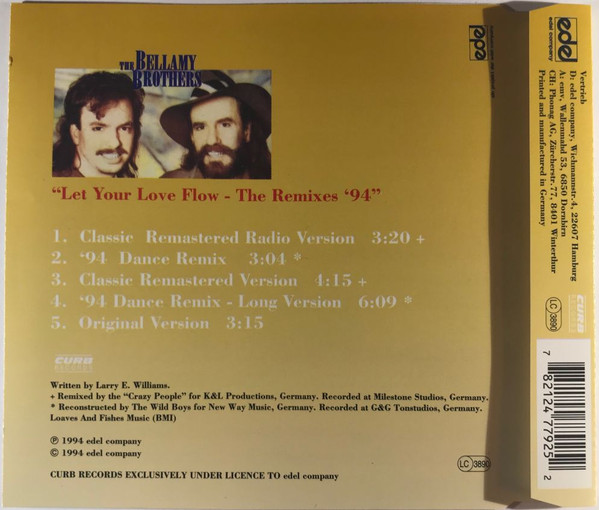 THE BELLAMY
BROTHERS
“Let Your Love Flow - The Remixes ‘94”
1. Classic Remastered Radio Version 3:20 +
2. ‘94 Dance Remix 3:04 *
3. Classic Remastered Version 4:15 +
4. ‘94 Dance Remix - Long Version 6:09 *
5. Original Version 3:15
CURB
RECORDS
Written by Larry E. Williams.
+ Remixed by the “Crazy People” for K&L Productions, Germany. Recorded at Milestone Studios, Germany.
* Reconstructed by The Wild Boys for New Way Music, Germany. Recorded at G&G Tonstudios, Germany.
Loaves And Fishes Music (BMI)
℗ 1994 edel company
© 1994 edel company
CURB RECORDS EXCLUSIVELY UNDER LICENCE TO edel company
LC 3890
edel
edel
edel company
Vertrieb
D: edel company, Wichmannstr.4, 22607 Hamburg
A: emv, Wallenmahd 53, 6850 Dornbirn
CH: Phonag AG, Zürcherstr.77, 8401 Winterthur
Printed and manufactured in Germany
CURB
RECORDS
LC 3890
7 82124 77925 2